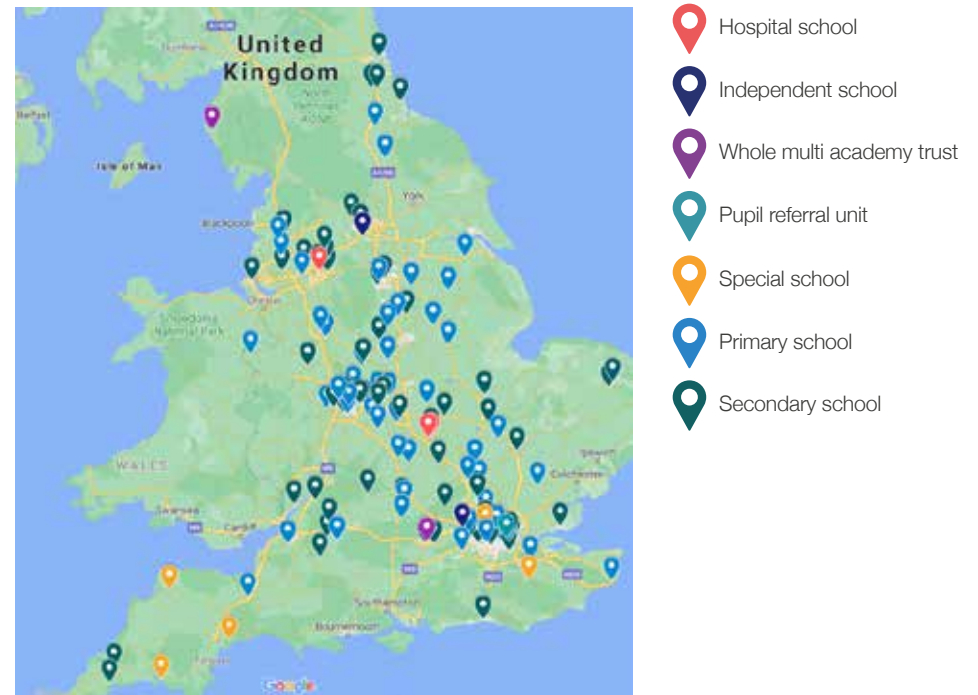 United
Kingdom
Isle of Man
Blackpool
York
Chester
Snowdonia
National Park
WALES
Swansea
Cardiff
Colchester
Southampton
Bournemouth
Google
Hospital school
Independent school
Whole multi academy trust
Pupil referral unit
Special school
Primary school
Secondary school